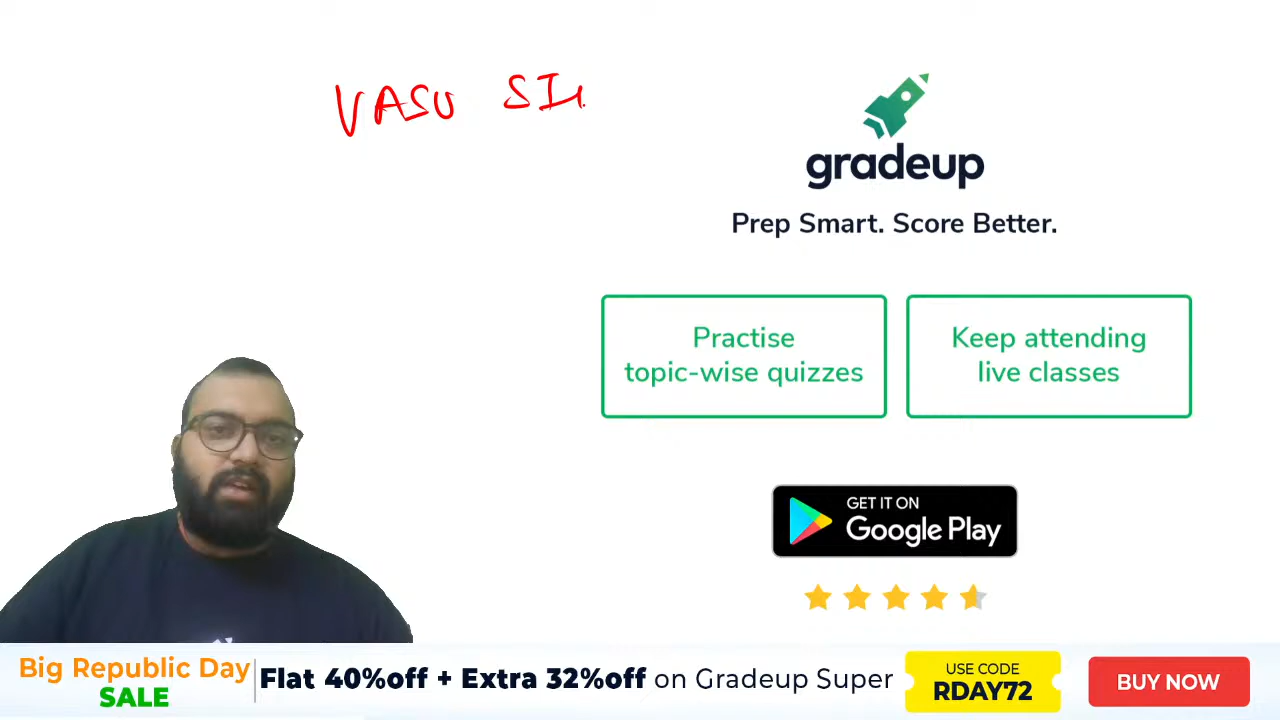 VASU
gradeup
Prep Smart. Score Better.
Practise
topic-wise quizzes
Keep attending
live classes
GET IT ON
Google Play
Big Republic Day
SALE
Flat 40%off + Extra 32%off on Gradeup Super
USE CODE
RDAY72
BUY NOW